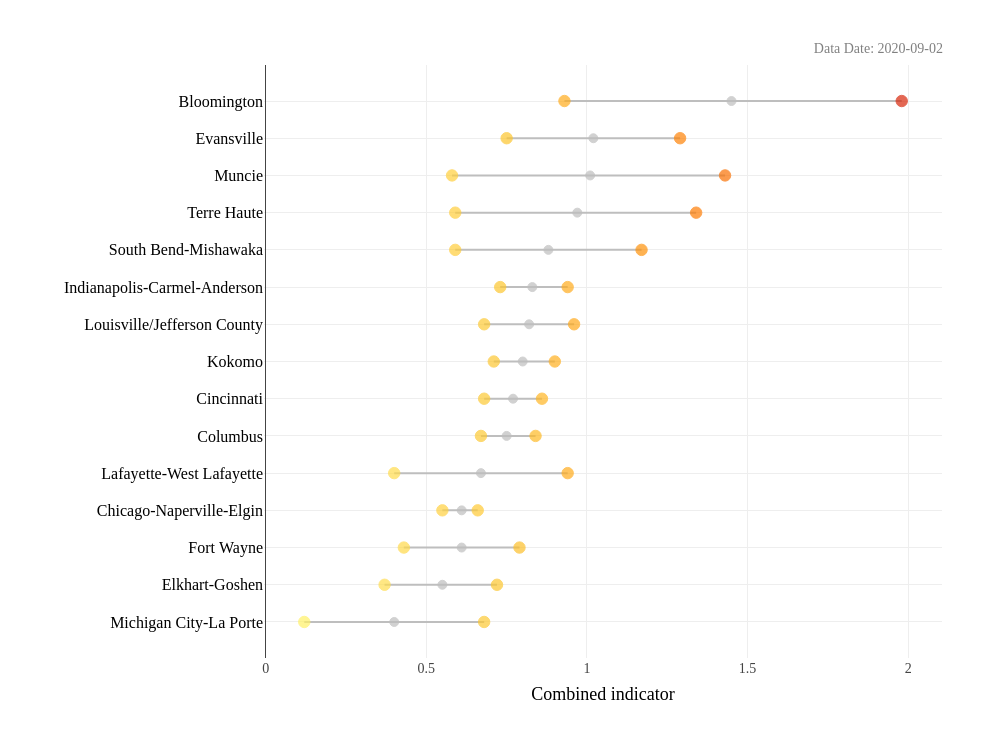 Data Date: 2020-09-02
Bloomington
Evansville
Muncie
Terre Haute
South Bend-Mishawaka
Indianapolis-Carmel-Anderson
Louisville/Jefferson County
Kokomo
Cincinnati
Columbus
Lafayette-West Lafayette
Chicago-Naperville-Elgin
Fort Wayne
Elkhart-Goshen
Michigan City-La Porte
0 0.5 1 1.5 2
Combined indicator